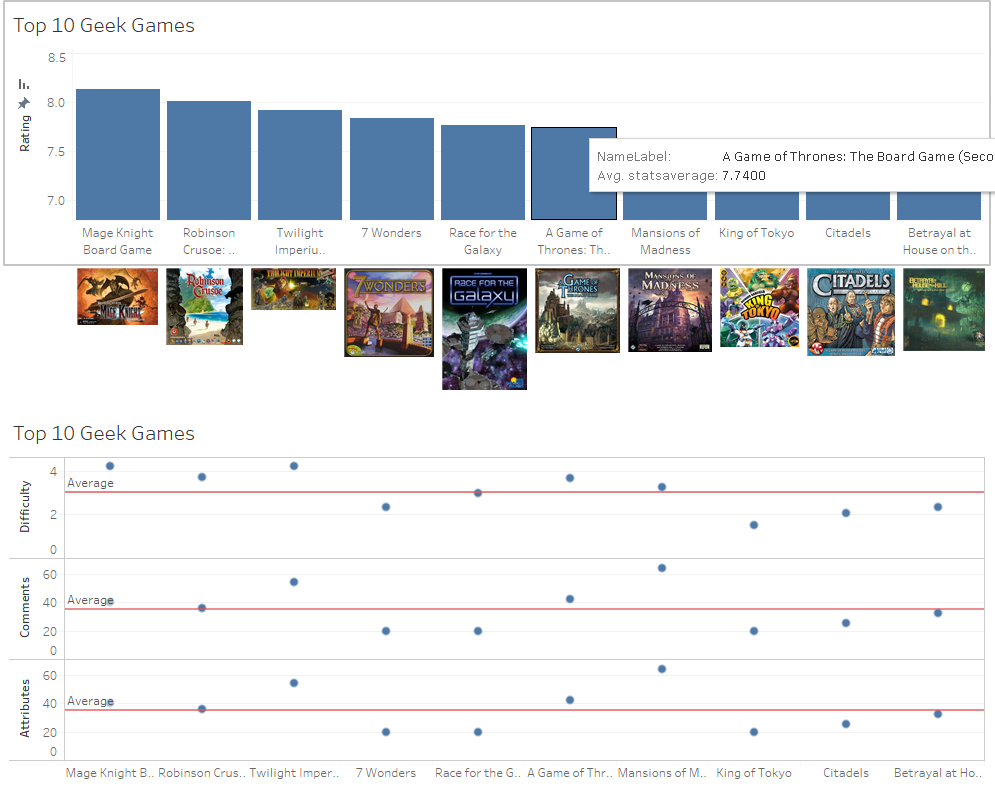 Top 10 Geek Games
8.5
8.0
7.5
7.0
Rating
NameLabel: A Game of Thrones: The Board Game (Seco
Avg. statsaverage: 7.7400
Mage Knight Board Game
Robinson Crusoe: ..
Twilight Imperiu..
7 Wonders
Race for the Galaxy
A Game of Thrones: Th..
Mansions of Madness
King of Tokyo
Citadels
Betrayal at House on th..
MAGE KNIGHT
Robinson Crusoe
TWILIGHT IMPERIUM
7 WONDERS
RACE FOR THE Galaxy
A GAME OF THRONES
MANSIONS OF MADNESS
KING OF TOKYO
CITADELS
BETRAYAL HOUSE ON THE HILL
Top 10 Geek Games
Difficulty
4
2
0
Average
Comments
60
40
20
0
Average
Attributes
60
40
20
0
Average
Mage Knight B..
Robinson Crus..
Twilight Imper..
7 Wonders
Race for the G..
A Game of Thr..
Mansions of M..
King of Tokyo
Citadels
Betrayal at Ho..